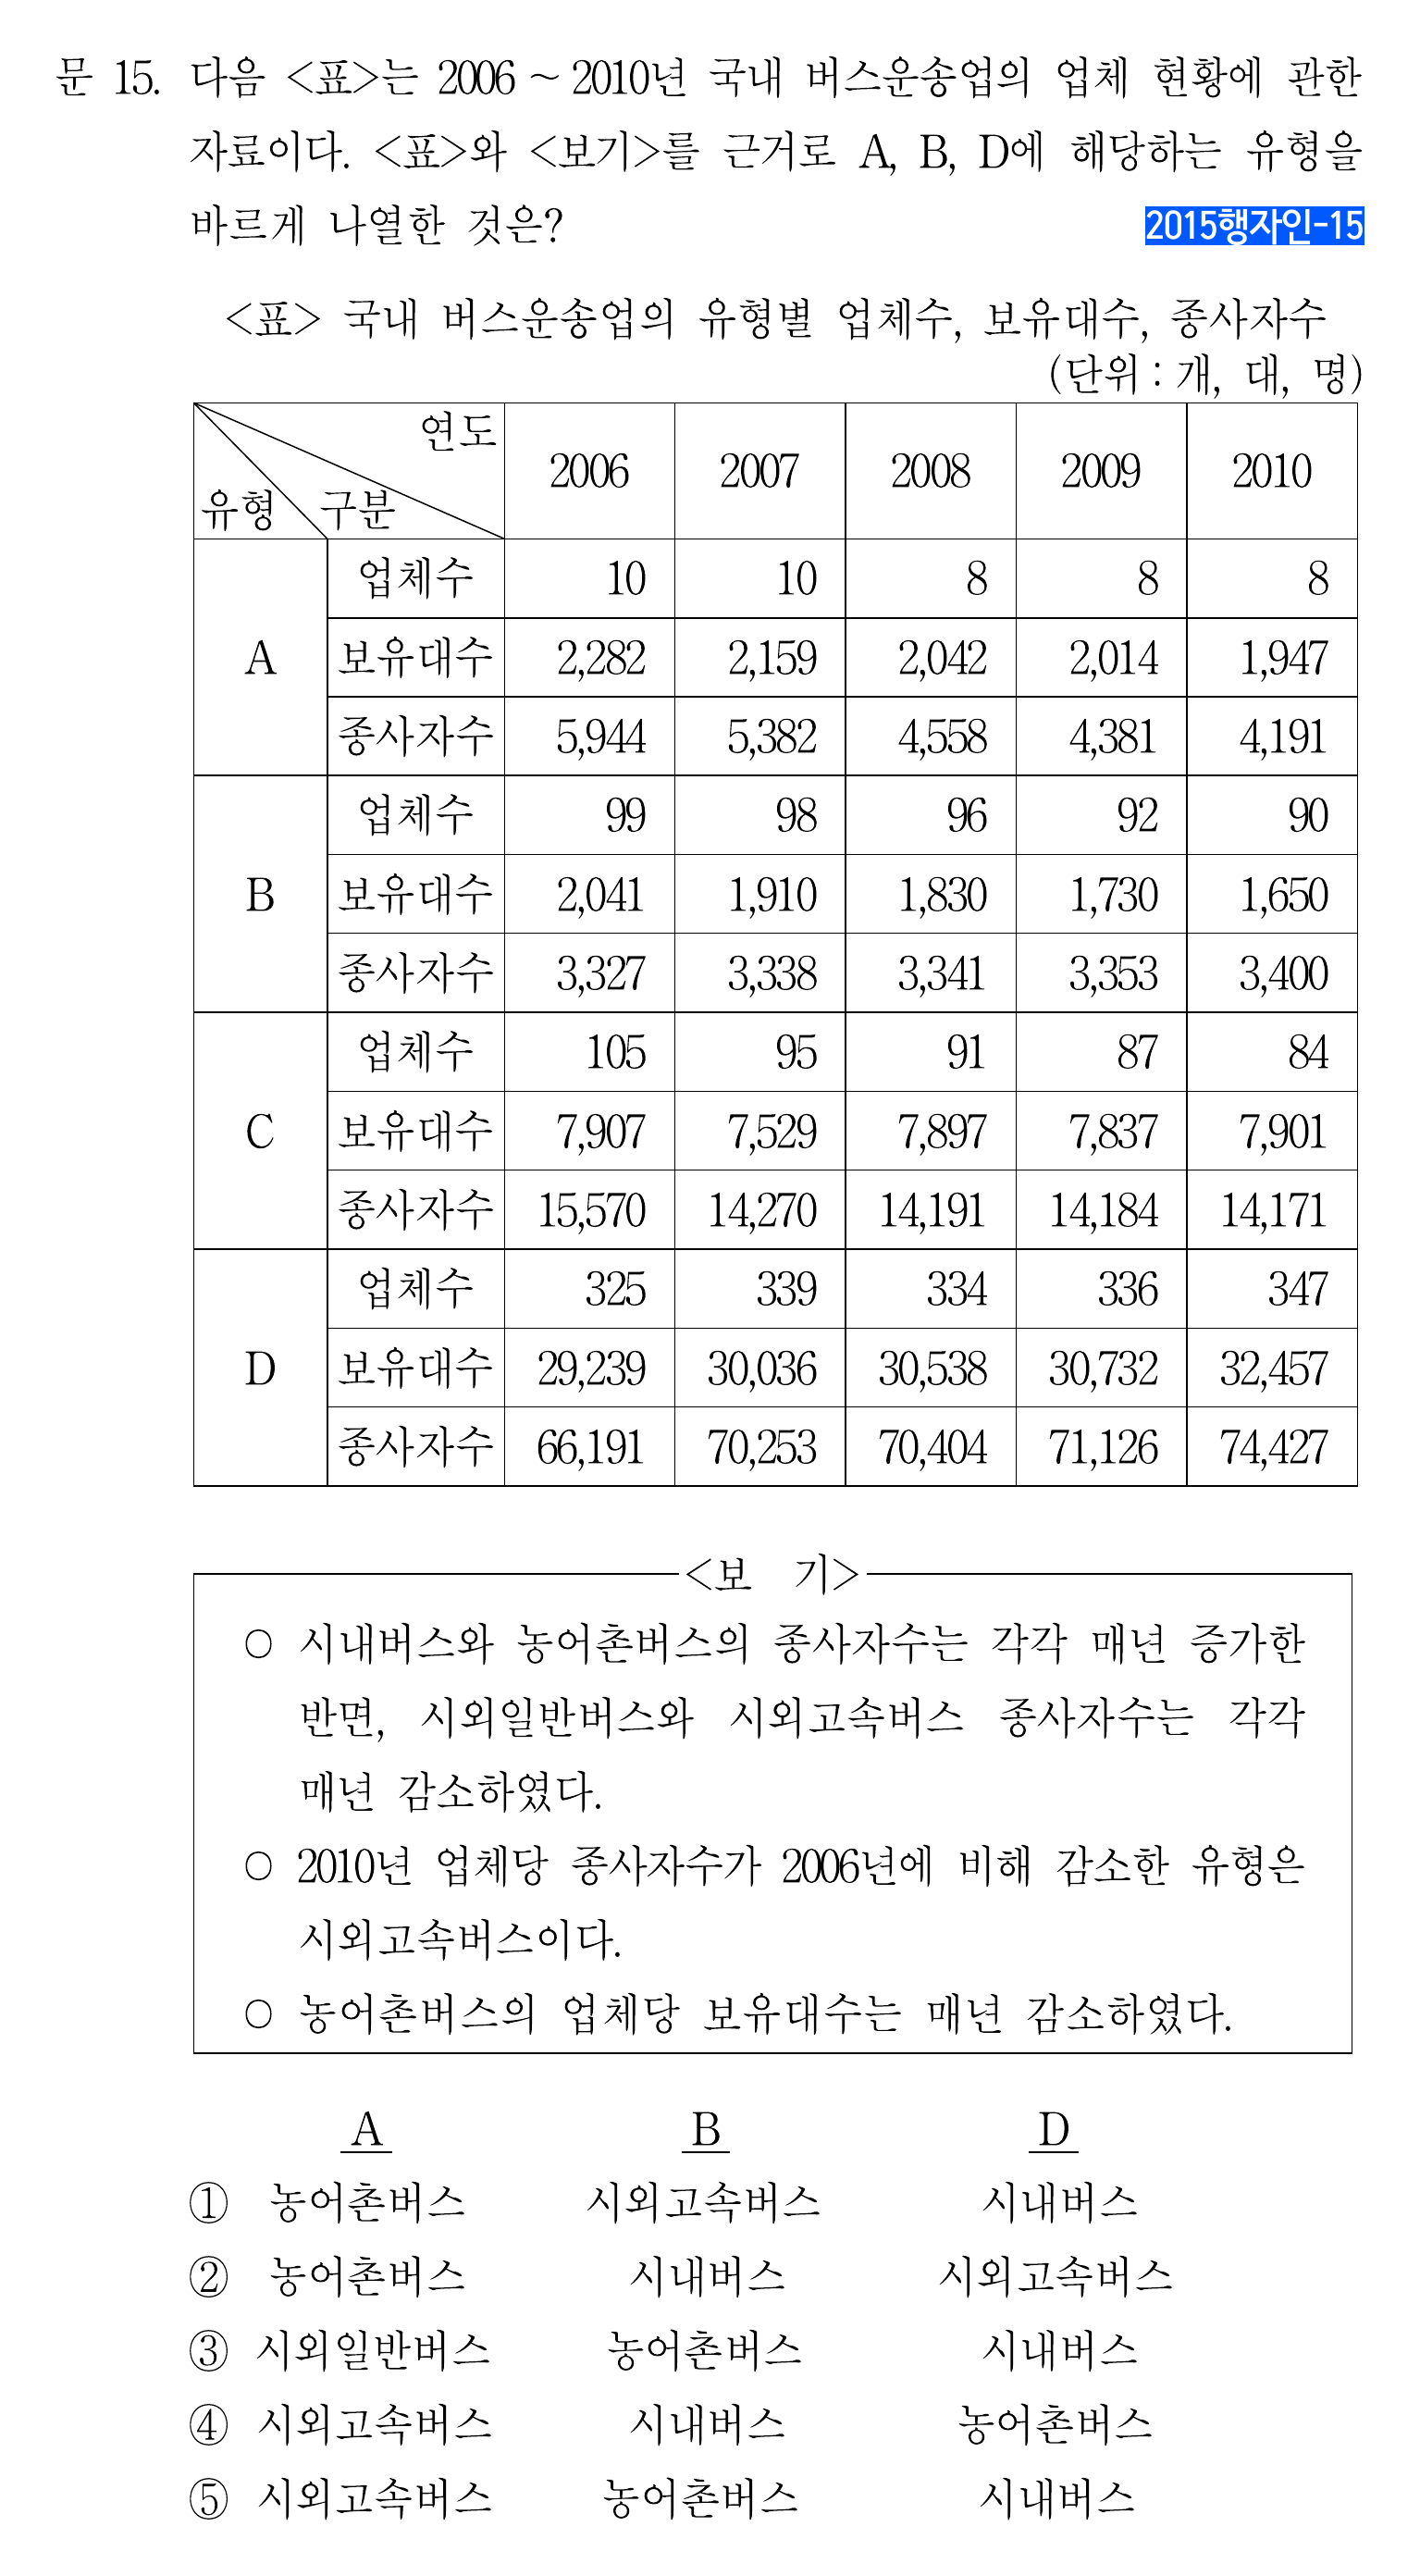 문 15. 다음 <표>는 2006 ~ 2010년 국내 버스운송업의 업체 현황에 관한
자료이다. <표>와 <보기>를 근거로 A, B, D에 해당하는 유형을
바르게 나열한 것은?
2015행자인-15
<표> 국내 버스운송업의 유형별 업체수, 보유대수, 종사자수
(단위 : 개, 대, 명)
유형 구분 연도 2006 2007 2008 2009 2010
A 업체수 10 10 8 8 8
보유대수 2,282 2,159 2,042 2,014 1,947
종사자수 5,944 5,382 4,558 4,381 4,191
B 업체수 99 98 96 92 90
보유대수 2,041 1,910 1,830 1,730 1,650
종사자수 3,327 3,338 3,341 3,353 3,400
C 업체수 105 95 91 87 84
보유대수 7,907 7,529 7,897 7,837 7,901
종사자수 15,570 14,270 14,191 14,184 14,171
D 업체수 325 339 334 336 347
보유대수 29,239 30,036 30,538 30,732 32,457
종사자수 66,191 70,253 70,404 71,126 74,427
<보 기>
○ 시내버스와 농어촌버스의 종사자수는 각각 매년 증가한
반면, 시외일반버스와 시외고속버스 종사자수는 각각
매년 감소하였다.
○ 2010년 업체당 종사자수가 2006년에 비해 감소한 유형은
시외고속버스이다.
○ 농어촌버스의 업체당 보유대수는 매년 감소하였다.
A B D
① 농어촌버스 시외고속버스 시내버스
② 농어촌버스 시내버스 시외고속버스
③ 시외일반버스 농어촌버스 시내버스
④ 시외고속버스 시내버스 농어촌버스
⑤ 시외고속버스 농어촌버스 시내버스